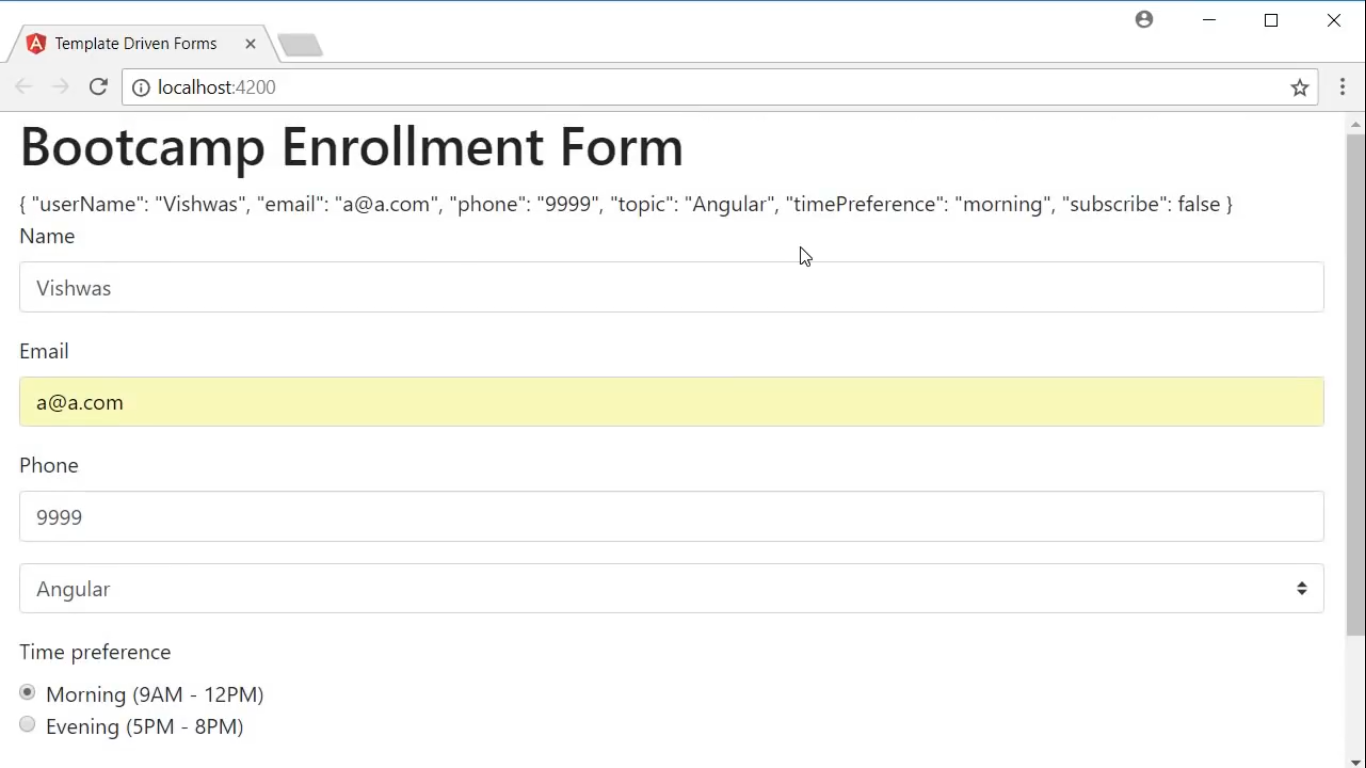 Template Driven Forms
localhost:4200
Bootcamp Enrollment Form
{ "userName": "Vishwas", "email": "a@a.com", "phone": "9999", "topic": "Angular", "timePreference": "morning", "subscribe": false }
Name
Vishwas
Email
a@a.com
Phone
9999
Angular
Time preference
Morning (9AM - 12PM)
Evening (5PM - 8PM)